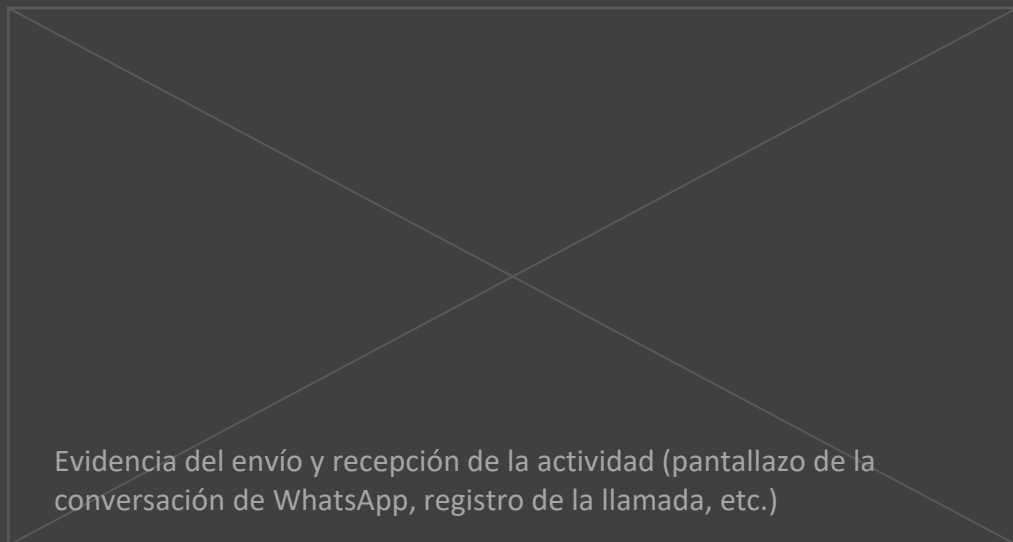 Evidencia del envío y recepción de la actividad (pantallazo de la
conversación de WhatsApp, registro de la llamada, etc.)